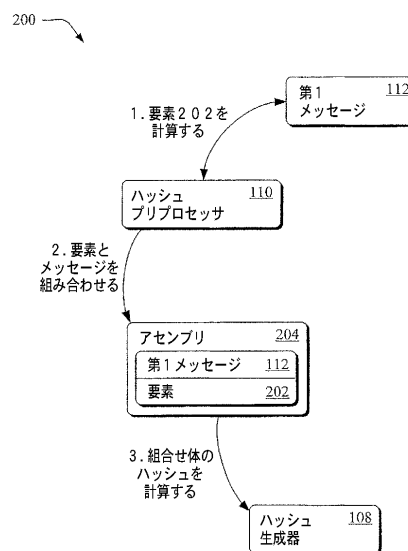 200
第1 112
メッセージ
1.要素202を
計算する
ハッシュ 110
プリプロセッサ
2.要素と
メッセージを
組み合わせる
アセンブリ 204
第1メッセージ 112
要素 202
3.組合せ体の
ハッシュを
計算する
ハッシュ 108
生成器